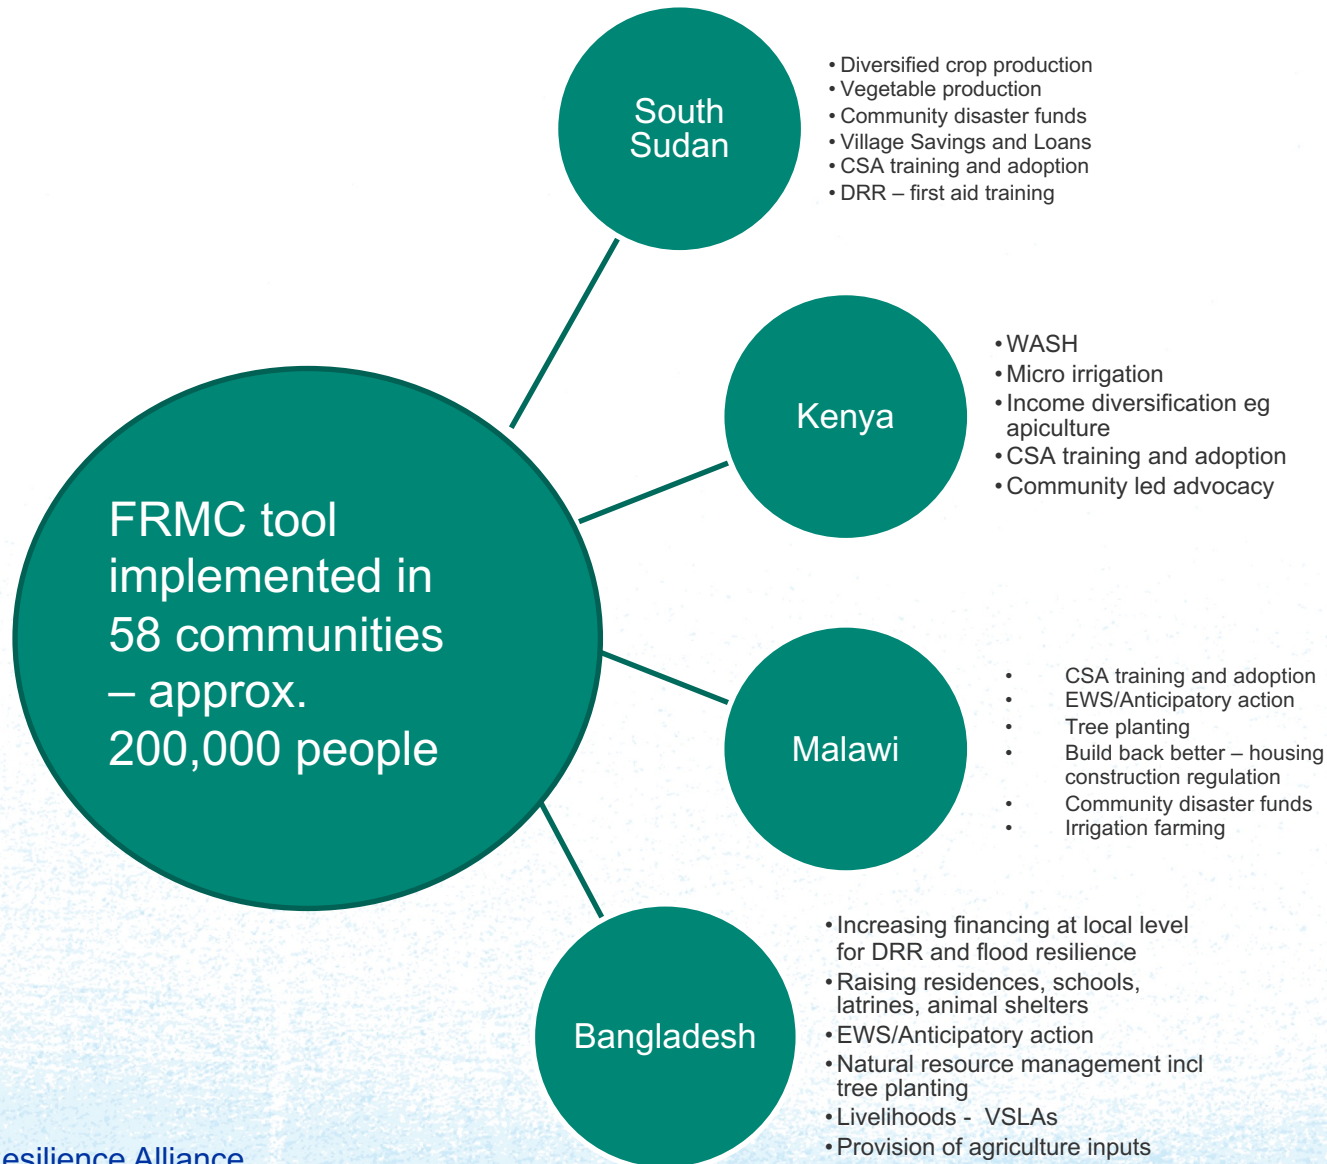 South
Sudan
• Diversified crop production
• Vegetable production
• Community disaster funds
• Village Savings and Loans
• CSA training and adoption
• DRR – first aid training
Kenya
• WASH
• Micro irrigation
• Income diversification eg
apiculture
• CSA training and adoption
• Community led advocacy
FRMC tool
implemented in
58 communities
– approx.
200,000 people
Malawi
• CSA training and adoption
• EWS/Anticipatory action
• Tree planting
• Build back better – housing
construction regulation
• Community disaster funds
• Irrigation farming
Bangladesh
• Increasing financing at local level
for DRR and flood resilience
• Raising residences, schools,
latrines, animal shelters
• EWS/Anticipatory action
• Natural resource management incl
tree planting
• Livelihoods - VSLAs
• Provision of agriculture inputs
esilience Alliance